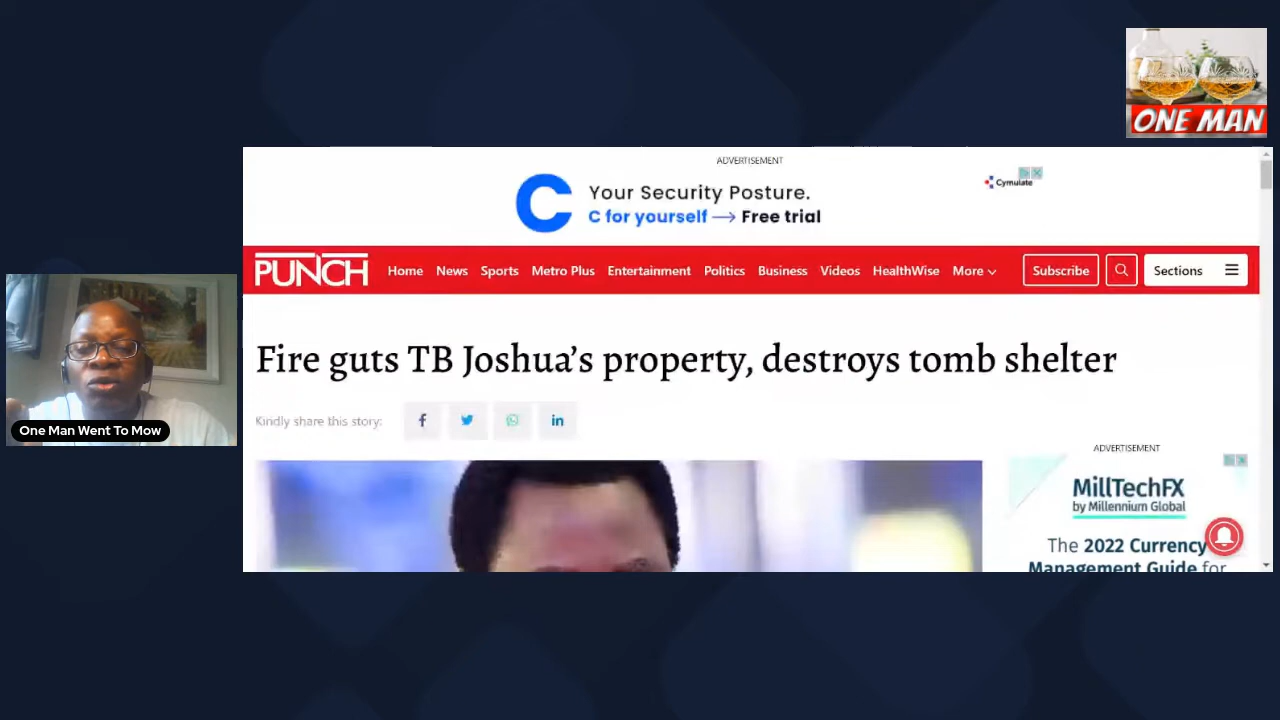 ONE MAN
ADVERTISEMENT
Your Security Posture.
C for yourself → Free trial
Cymulate
PUNCH
Home News Sports Metro Plus Entertainment Politics Business Videos HealthWise More Subscribe Sections
Fire guts TB Joshua's property, destroys tomb shelter
Kindly share this story:
ADVERTISEMENT
MillTechFX
by Millennium Global
The 2022 Currency
Management Guide for
One Man Went To Mow